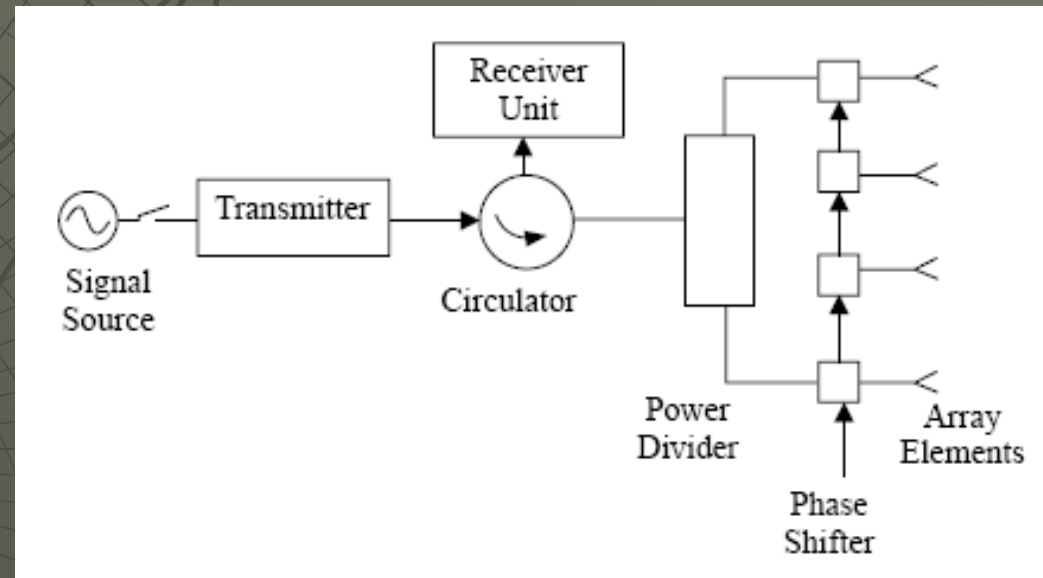 Receiver
Unit
Transmitter
Signal
Source
Circulator
Power
Divider
Array
Elements
Phase
Shifter